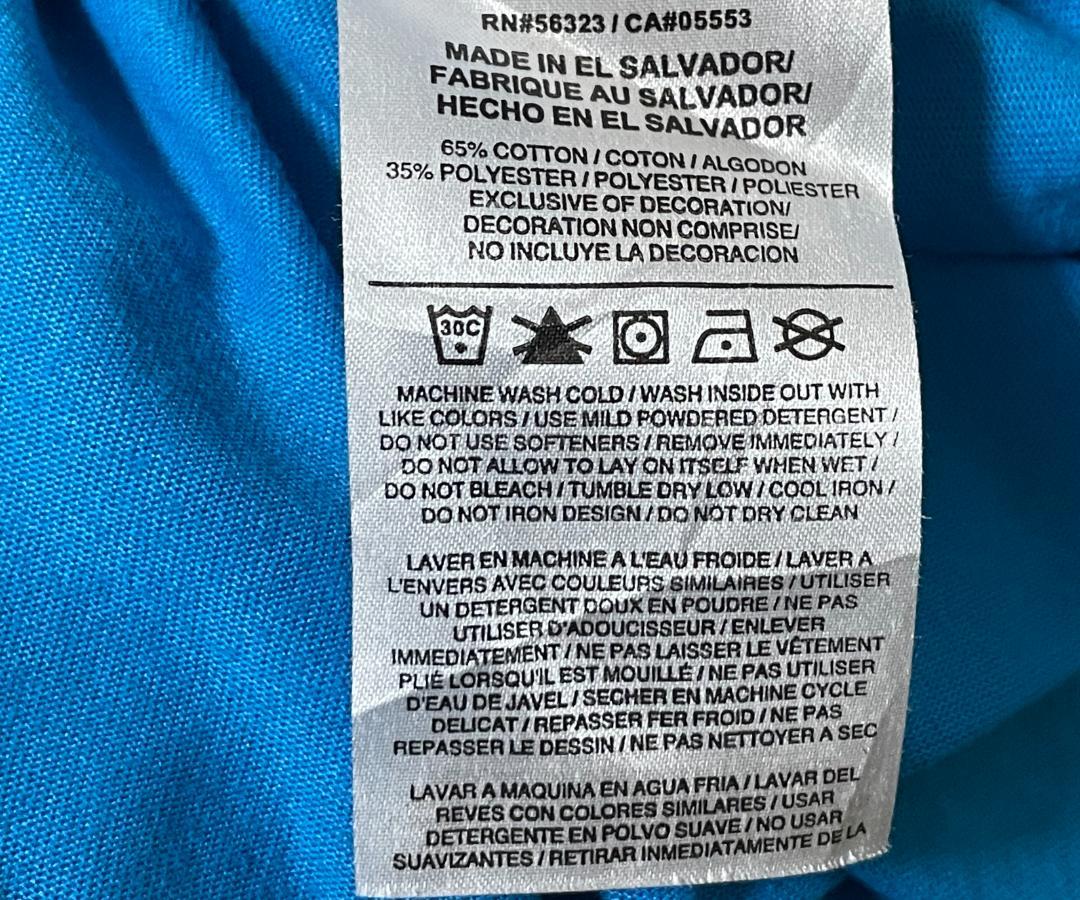 RN#56323 / CA#05553
MADE IN EL SALVADOR/
FABRIQUE AU SALVADOR/
HECHO EN EL SALVADOR
65% COTTON / COTON / ALGODON
35% POLYESTER / POLYESTER / POLIESTER
EXCLUSIVE OF DECORATION/
DECORATION NON COMPRISE/
NO INCLUYE LA DECORACION
30C
MACHINE WASH COLD / WASH INSIDE OUT WITH
LIKE COLORS / USE MILD POWDERED DETERGENT /
DO NOT USE SOFTENERS / REMOVE IMMEDIATELY /
DO NOT ALLOW TO LAY ON ITSELF WHEN WET /
DO NOT BLEACH / TUMBLE DRY LOW / COOL IRON /
DO NOT IRON DESIGN / DO NOT DRY CLEAN
LAVER EN MACHINE A L'EAU FROIDE / LAVER A
L'ENVERS AVEC COULEURS SIMILAIRES / UTILISER
UN DETERGENT DOUX EN POUDRE / NE PAS
UTILISER D'ADOUCISSEUR / ENLEVER
IMMEDIATEMENT / NE PAS LAISSER LE VÊTEMENT
PLIÉ LORSQU'IL EST MOUILLÉ / NE PAS UTILISER
D'EAU DE JAVEL / SECHER EN MACHINE CYCLE
DELICAT / REPASSER FER FROID / NE PAS
REPASSER LE DESSIN / NE PAS NETTOYER A SEC
LAVAR A MAQUINA EN AGUA FRIA / LAVAR DEL
REVES CON COLORES SIMILARES / USAR
DETERGENTE EN POLVO SUAVE / NO USAR
SUAVIZANTES / RETIRAR INMEDIATAMENTE DE LA